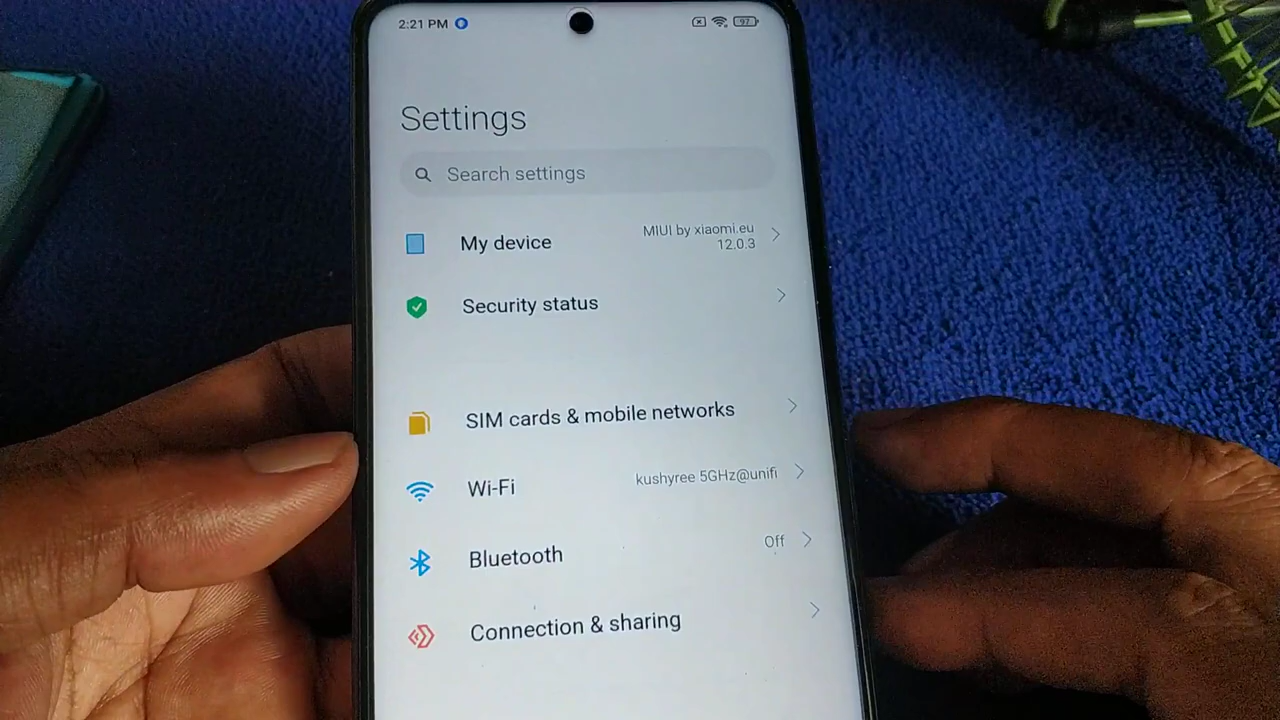 2:21 PM
97
Settings
Search settings
My device
MIUI by xiaomi.eu
12.0.3
Security status
SIM cards & mobile networks
Wi-Fi
kushyree 5GHz@unifi
Bluetooth
Off
Connection & sharing